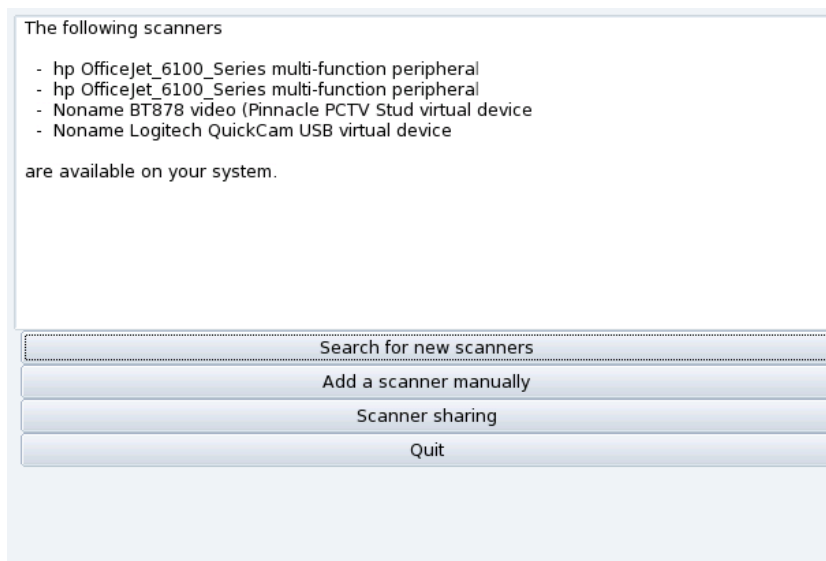 The following scanners
- hp OfficeJet_6100_Series multi-function peripheral
- hp OfficeJet_6100_Series multi-function peripheral
- Noname BT878 video (Pinnacle PCTV Stud virtual device
- Noname Logitech QuickCam USB virtual device
are available on your system.
Search for new scanners
Add a scanner manually
Scanner sharing
Quit